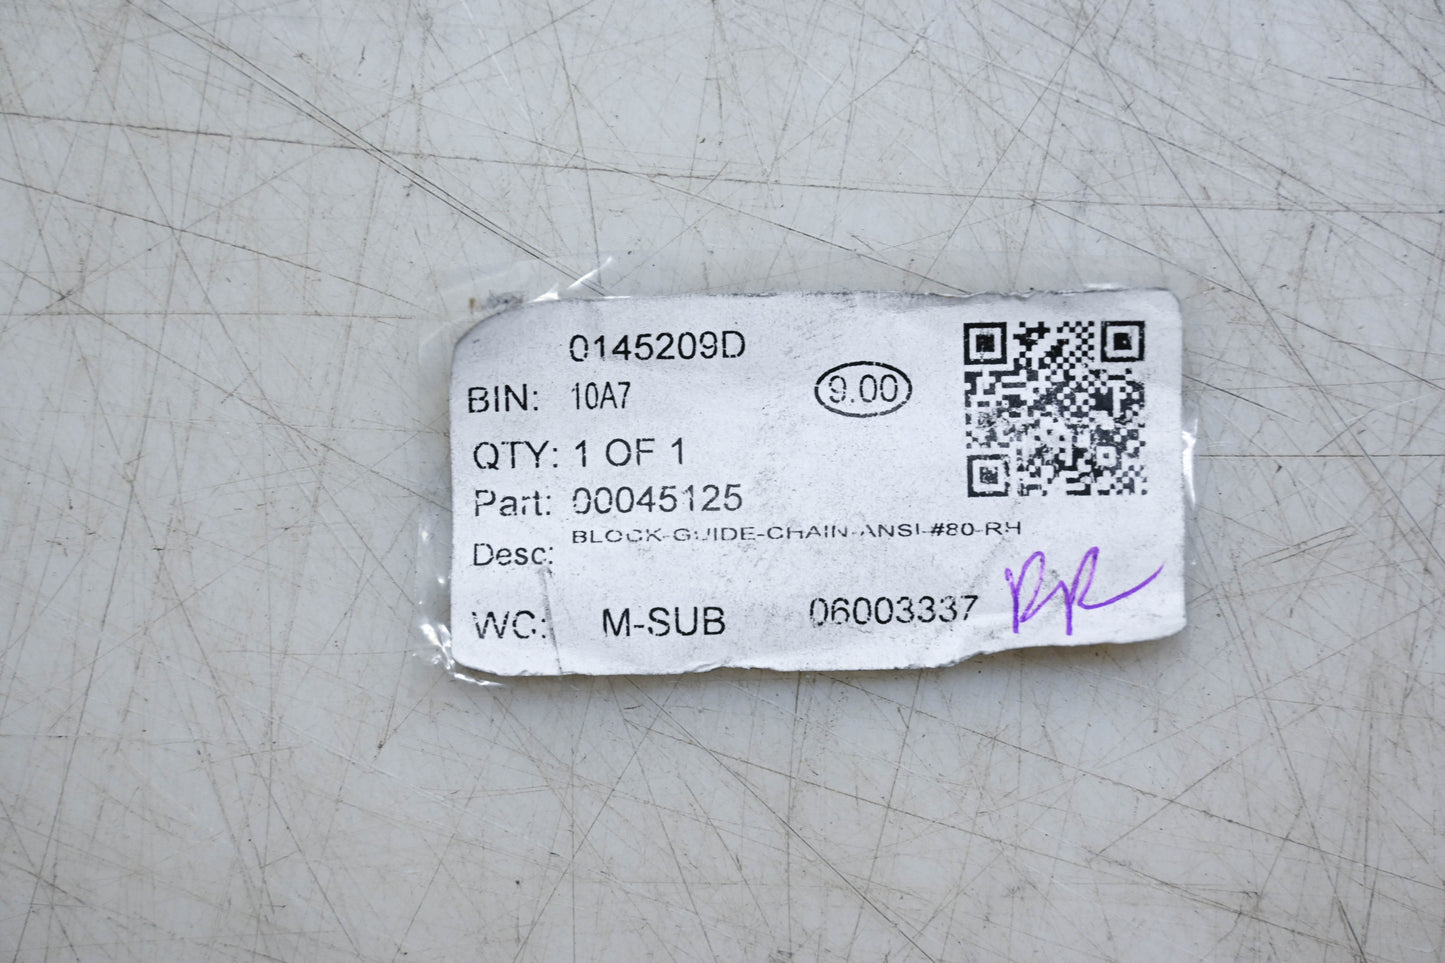 0145209D
BIN: 10A7
9.00
QTY: 1 OF 1
Part: 00045125
BLOCK-GUIDE-CHAIN-ANSI-#80-RH
Desc:
WC: M-SUB 06003337